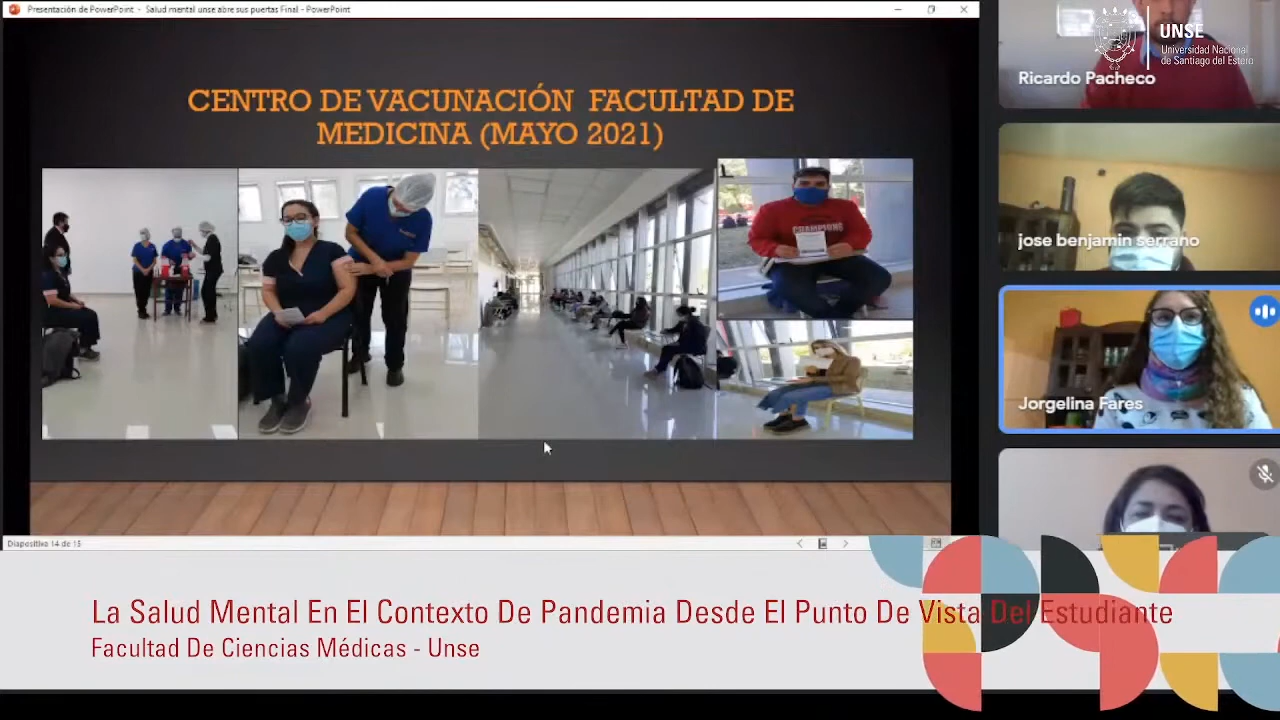 Presentación de PowerPoint - Salud mental unse abre sus puertas Final - PowerPoint
CENTRO DE VACUNACIÓN FACULTAD DE
MEDICINA (MAYO 2021)
CHAMPIONS
Diapositiva 14 de 15
UNSE
Universidad Nacional
de Santiago del Estero
Ricardo Pacheco
jose benjamin serrano
Jorgelina Fares
La Salud Mental En El Contexto De Pandemia Desde El Punto De Vista Del Estudiante
Facultad De Ciencias Médicas - Unse